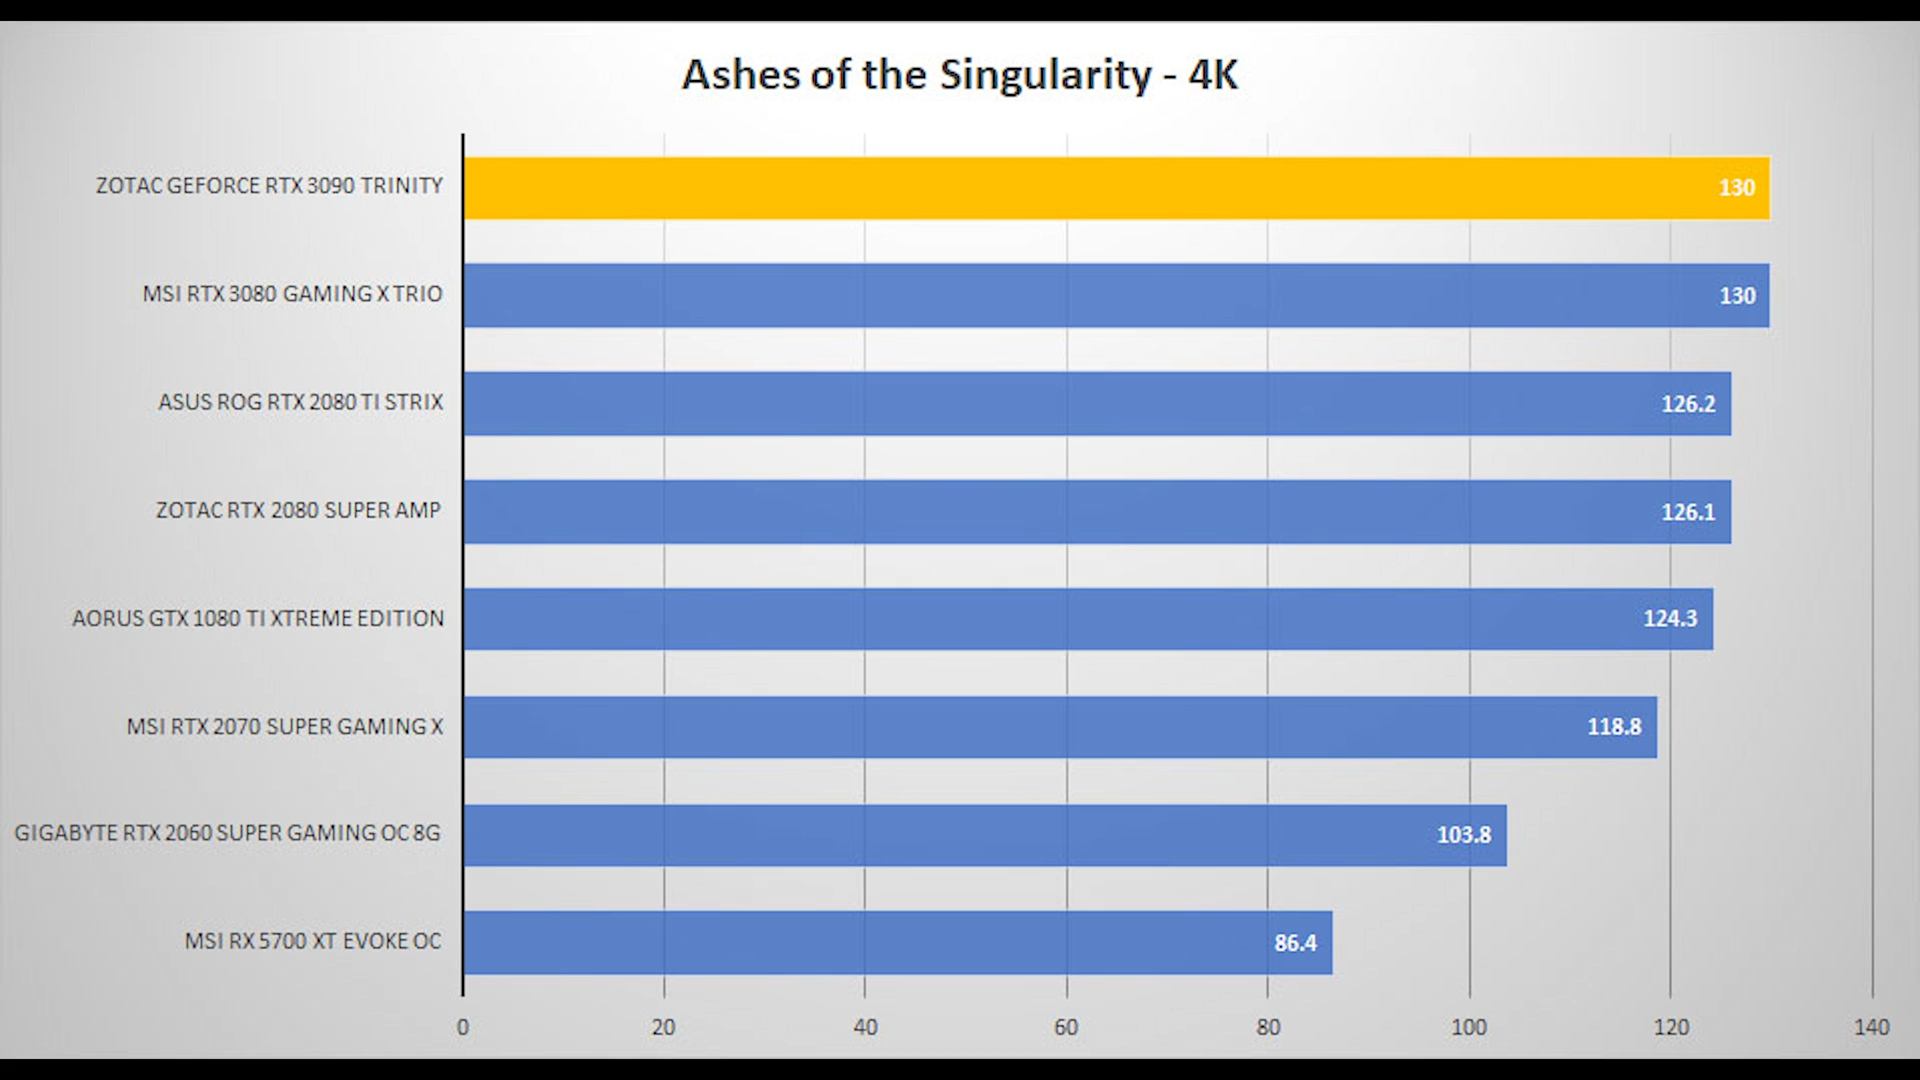 Ashes of the Singularity - 4K
ZOTAC GEFORCE RTX 3090 TRINITY
130
MSI RTX 3080 GAMING X TRIO
130
ASUS ROG RTX 2080 TI STRIX
126.2
ZOTAC RTX 2080 SUPER AMP
126.1
AORUS GTX 1080 TI XTREME EDITION
124.3
MSI RTX 2070 SUPER GAMING X
118.8
GIGABYTE RTX 2060 SUPER GAMING OC 8G
103.8
MSI RX 5700 XT EVOKE OC
86.4
0 20 40 60 80 100 120 140